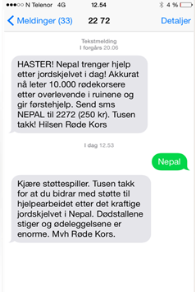 N Telenor 4G 12.54 4 %
Meldinger (33) 22 72 Detaljer
Tekstmelding
I forgårs 20.06
HASTER! Nepal trenger hjelp
etter jordskjelvet i dag! Akkurat
nå leter 10.000 rødekorsere
etter overlevende i ruinene og
gir førstehjelp. Send sms
NEPAL til 2272 (250 kr). Tusen
takk! Hilsen Røde Kors
I dag 12.53
Nepal
Kjære støttespiller. Tusen takk
for at du bidrar med støtte til
hjelpearbeidet etter det kraftige
jordskjelvet i Nepal. Dødstallene
stiger og ødeleggelsene er
enorme. Mvh Røde Kors.